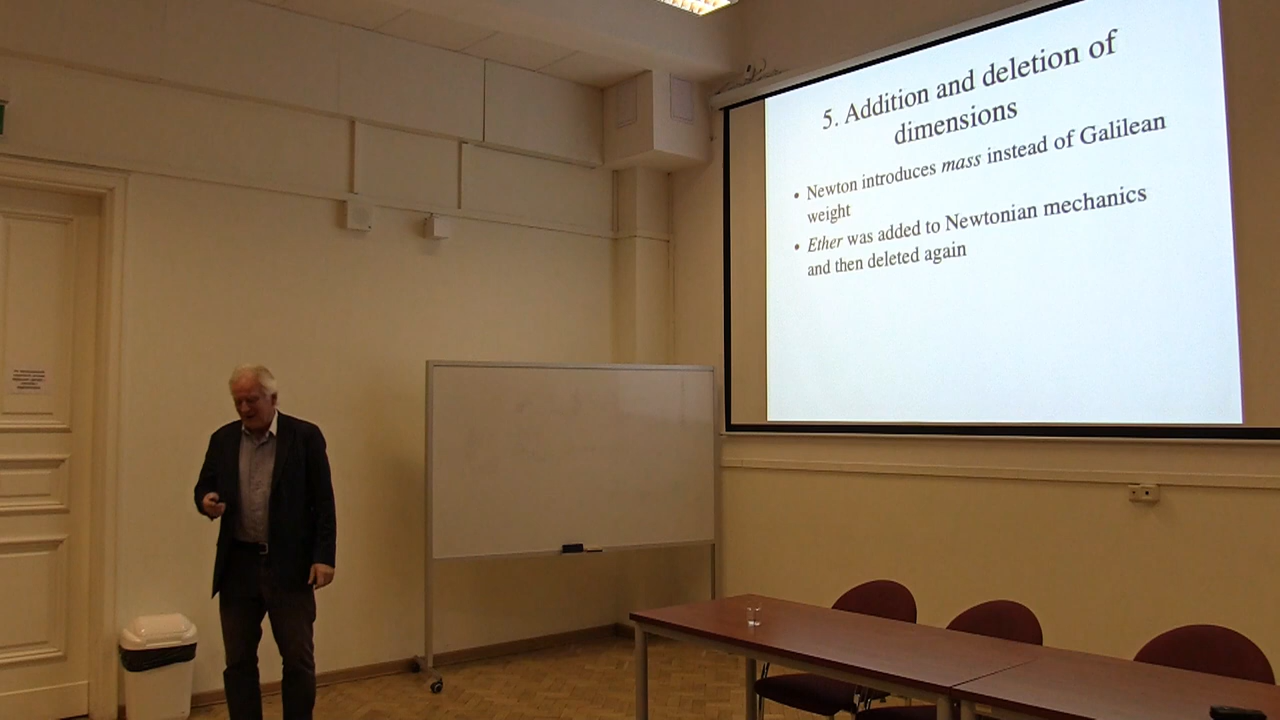 5. Addition and deletion of
dimensions
• Newton introduces mass instead of Galilean
weight
• Ether was added to Newtonian mechanics
and then deleted again